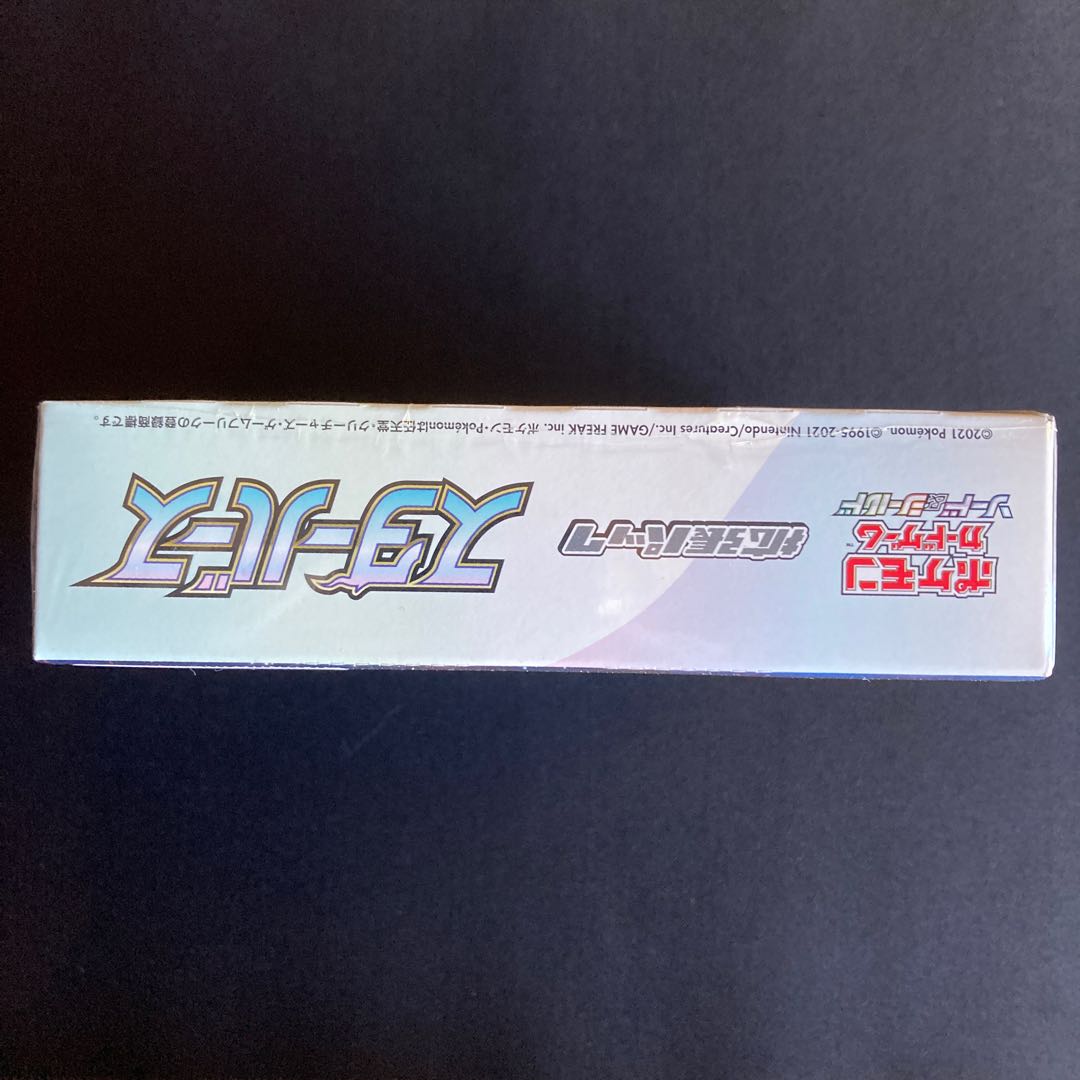 ポケモン
カードゲーム™
ソード&シールド
拡張パック
スターバース
©2021 Pokémon. ©1995-2021 Nintendo/Creatures Inc./GAME FREAK inc. ポケモン・Pokémonは任天堂・クリーチャーズ・ゲームフリークの登録商標です。